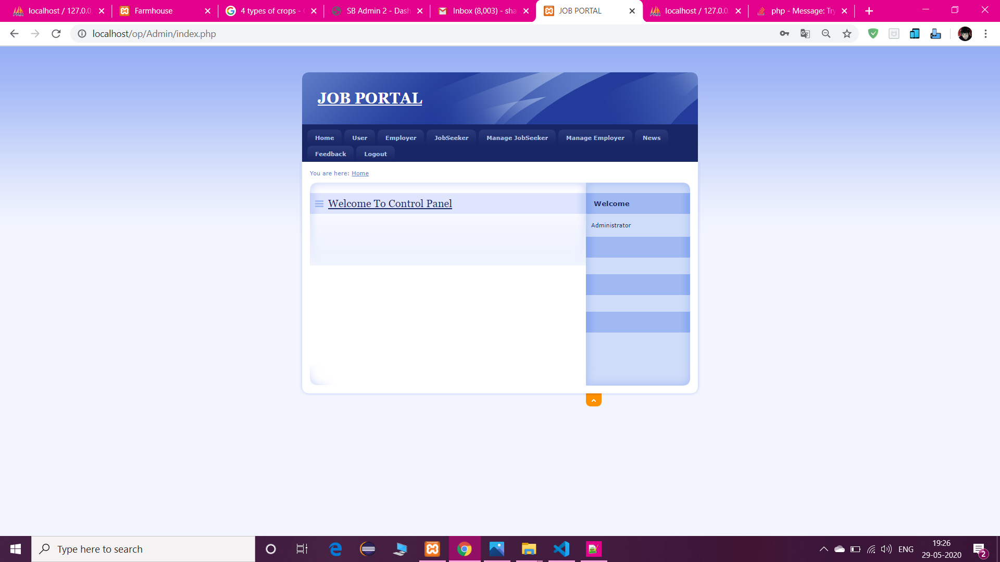 localhost / 127.0.0.
Farmhouse
4 types of crops -
SB Admin 2 - Dash
Inbox (8,003) - sha
JOB PORTAL
localhost / 127.0.0.
php - Message: Try
localhost/op/Admin/index.php
JOB PORTAL
Home User Employer JobSeeker Manage JobSeeker Manage Employer News
Feedback Logout
You are here: Home
Welcome To Control Panel
Welcome
Administrator
Type here to search
ENG
19:26
29-05-2020
2